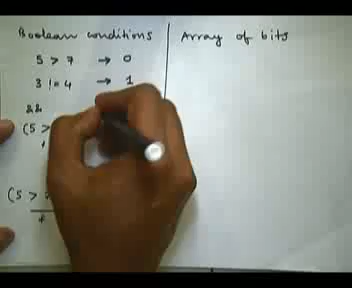 Boolean conditions
5 > 7 → 0
3 != 4 → 1
&&
(5 >
(5 >
Array of bits